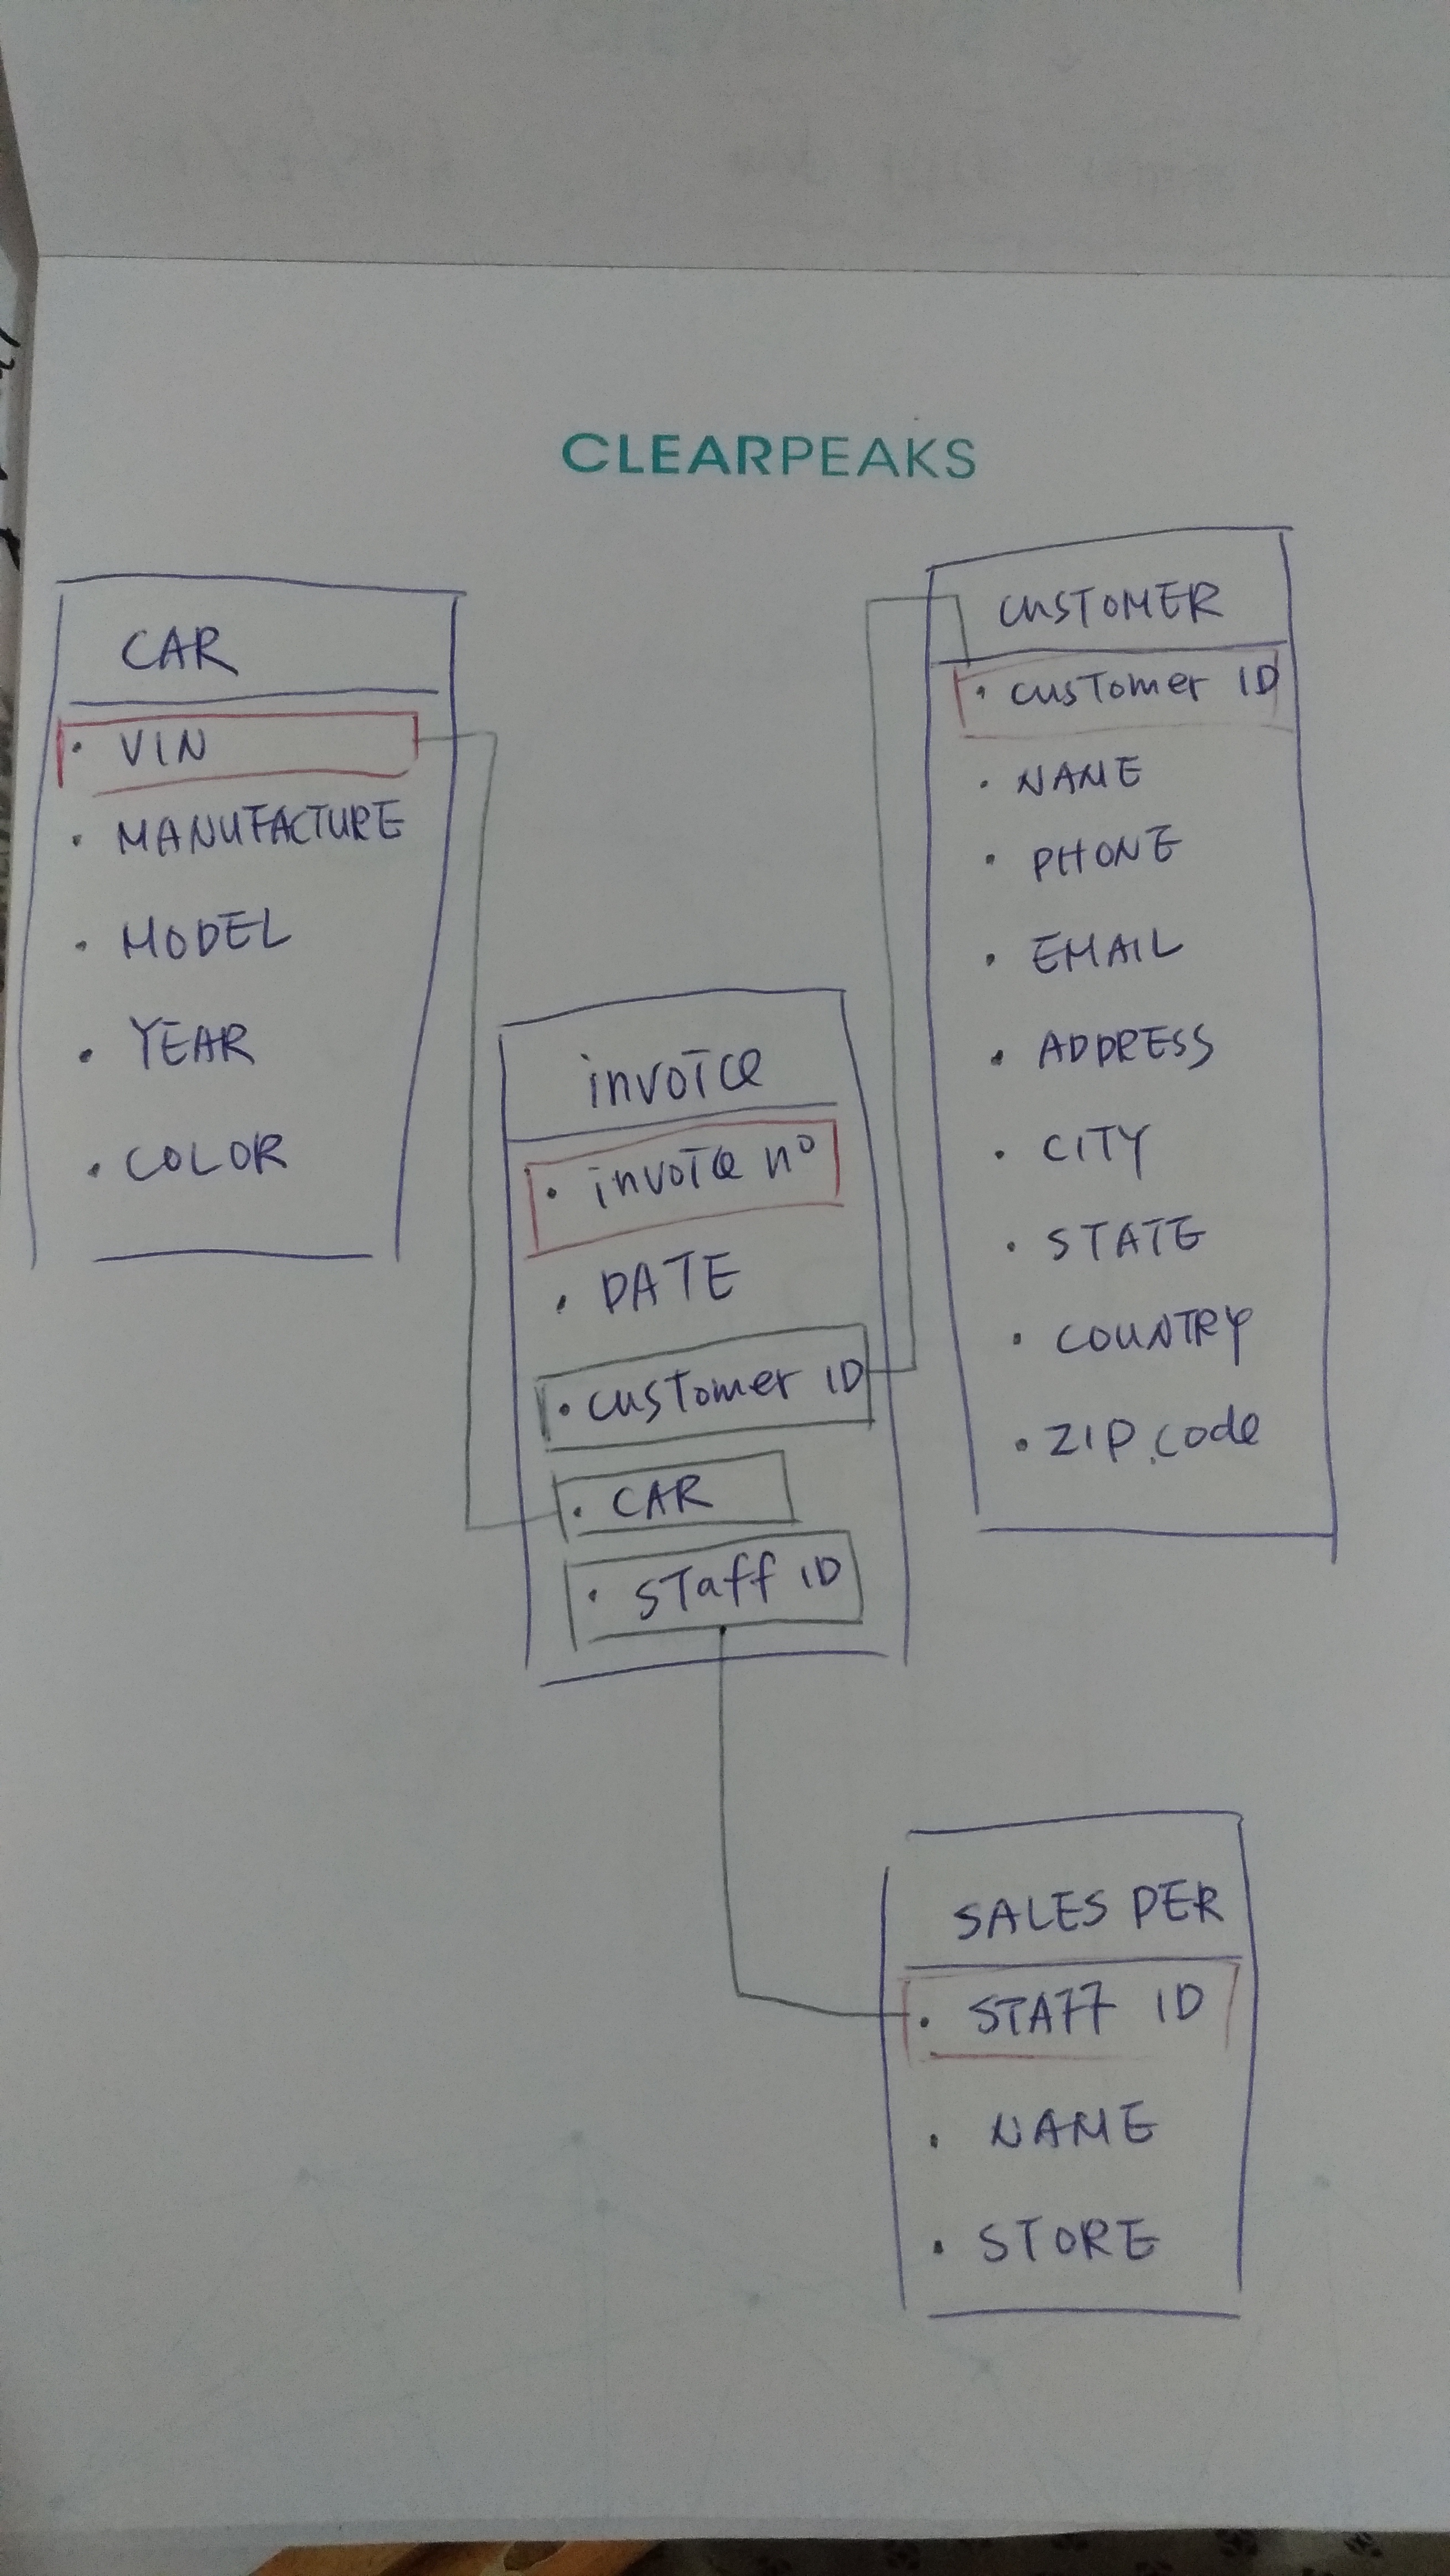 CLEARPEAKS
CAR
• VIN
• MANUFACTURE
• MODEL
• YEAR
• COLOR
CUSTOMER
• customer ID
• NAME
• PHONE
• EMAIL
• ADDRESS
• CITY
• STATE
• COUNTRY
• ZIP code
invoice
• invoice nº
• DATE
• customer ID
• CAR
• staff ID
SALES PER
• STAFF ID
• NAME
• STORE